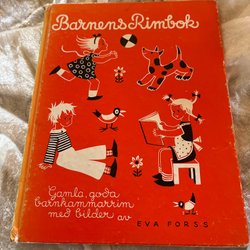 Barnens Rimbok
Gamla, goda
barnkammarrim
med bilder av
EVA FORSS